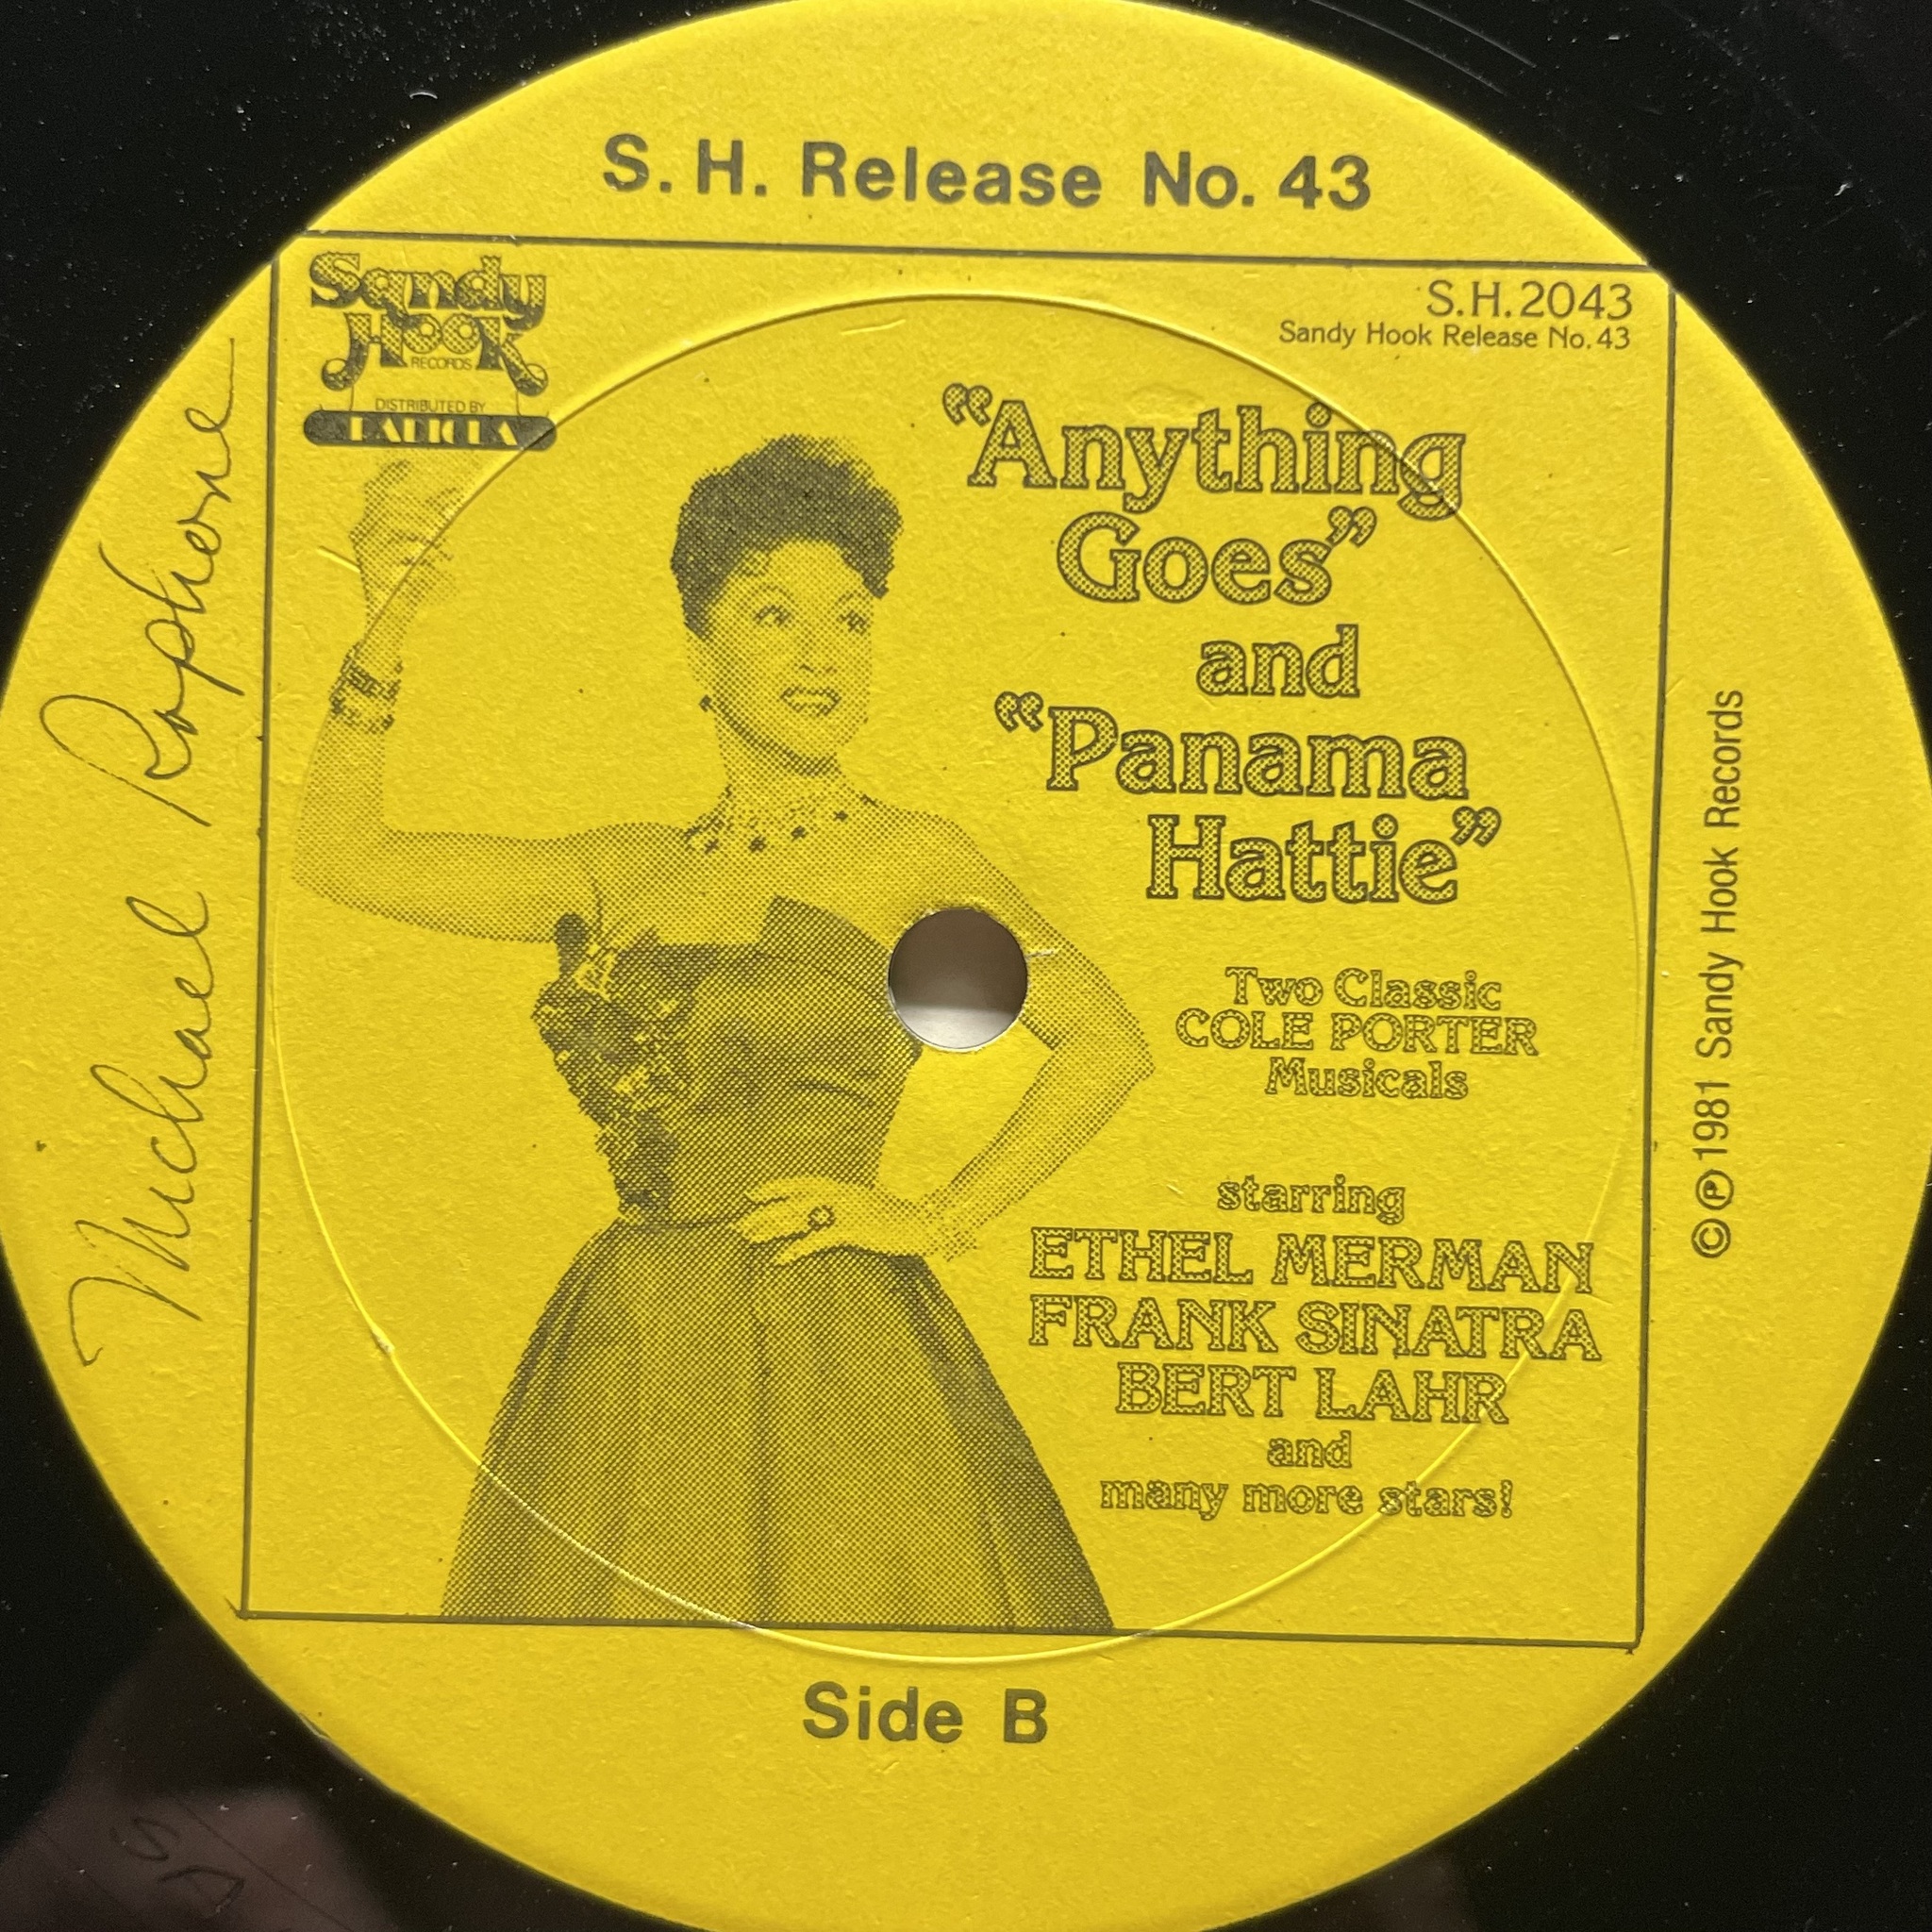 S. H. Release No. 43
Sandy
Hook
RECORDS
DISTRIBUTED BY
RADIOLA
S.H.2043
Sandy Hook Release No. 43
“Anything
Goes”
and
“Panama
Hattie”
Two Classic
COLE PORTER
Musicals
starring
ETHEL MERMAN
FRANK SINATRA
BERT LAHR
and
many more stars!
©℗1981 Sandy Hook Records
Michael
Side B